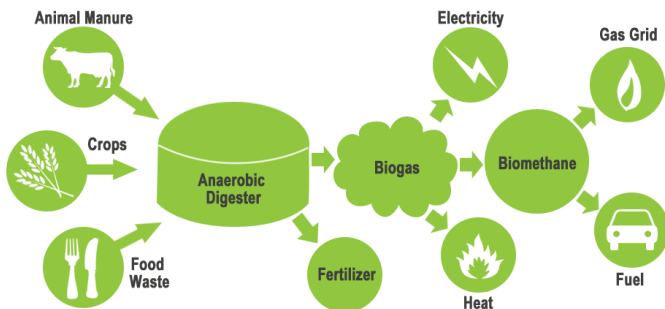 Animal Manure
Crops
Food
Waste
Anaerobic
Digester
Fertilizer
Biogas
Electricity
Heat
Biomethane
Gas Grid
Fuel